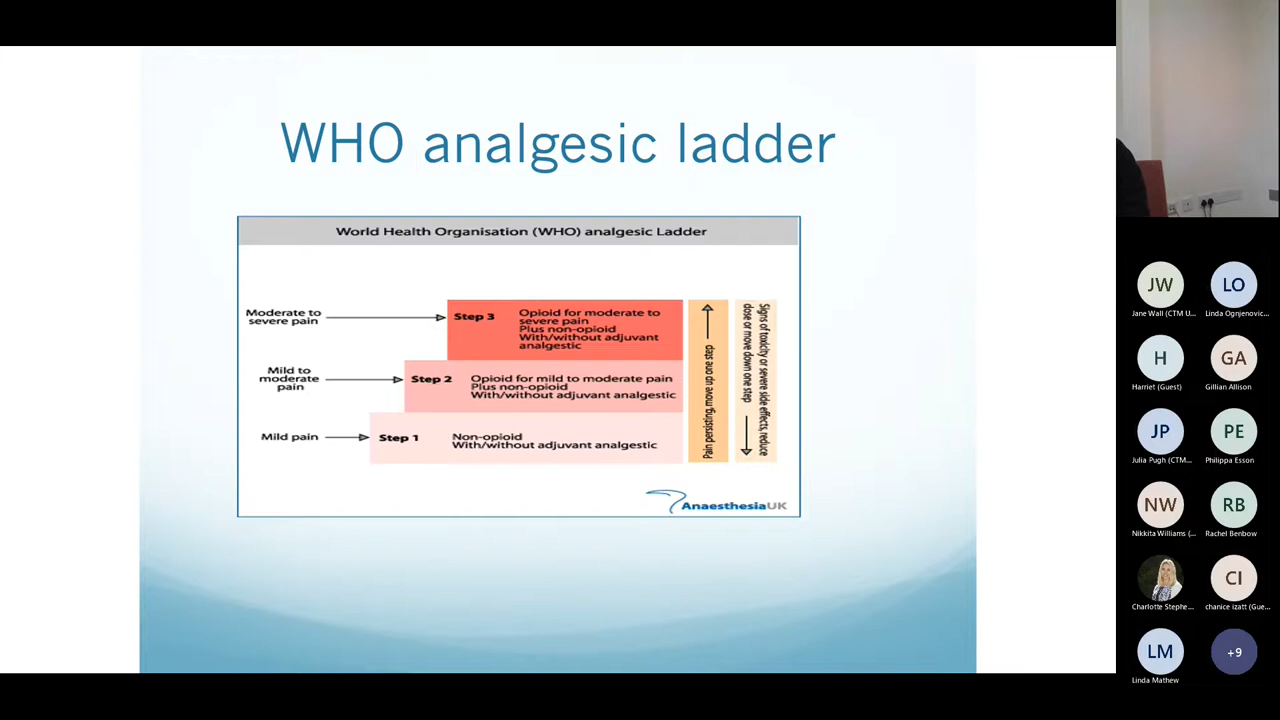 WHO analgesic ladder
World Health Organisation (WHO) analgesic Ladder
Moderate to
severe pain
Step 3
Opioid for moderate to
severe pain
Plus non-opioid
With/without adjuvant
analgestic
Mild to
moderate
pain
Step 2
Opioid for mild to moderate pain
Plus non-opioid
With/without adjuvant analgestic
Mild pain
Step 1
Non-opioid
With/without adjuvant analgestic
Pain persisting, move up one step
Signs of toxicity or severe side effects, reduce
dose or move down one step
AnaesthesiaUK
JW
Jane Wall (CTM U...
LO
Linda Ognjenovic...
H
Harriet (Guest)
GA
Gillian Allison
JP
Julia Pugh (CTM...
PE
Philippa Esson
NW
Nikkita Williams (...
RB
Rachel Benbow
Charlotte Stephe...
CI
chanice izatt (Gue...
LM
Linda Mathew
+9